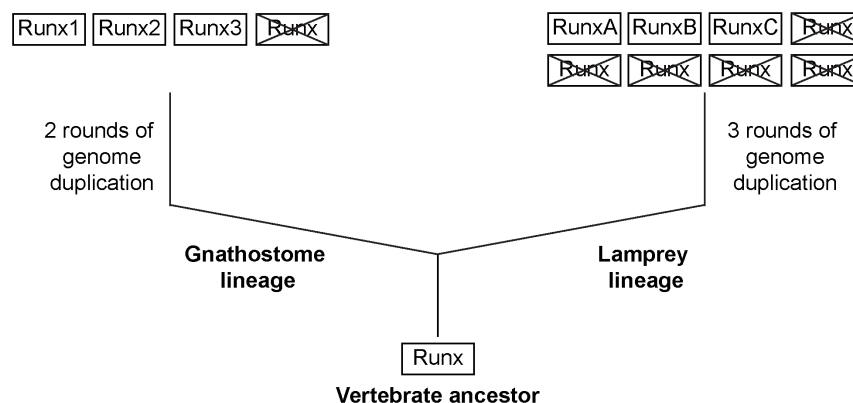 Runx1 Runx2 Runx3 Runx
RunxA RunxB RunxC Runx
Runx Runx Runx Runx
2 rounds of
genome
duplication
3 rounds of
genome
duplication
Gnathostome
lineage
Lamprey
lineage
Runx
Vertebrate ancestor